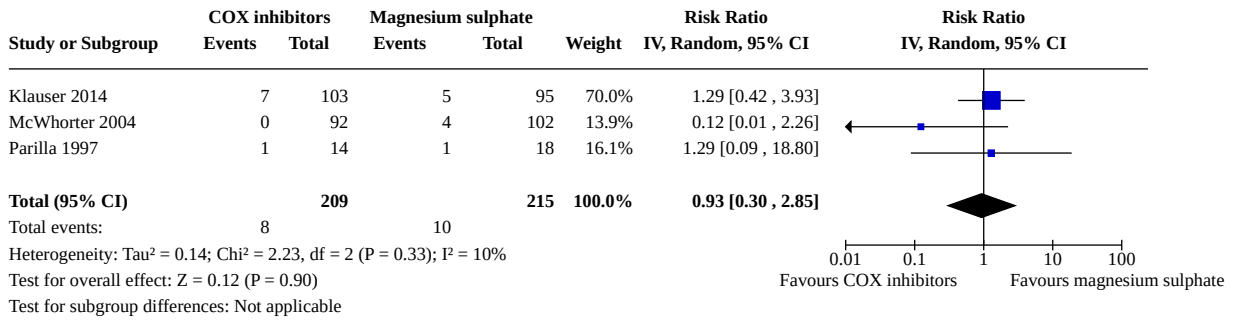 COX inhibitors Magnesium sulphate Risk Ratio Risk Ratio
Study or Subgroup Events Total Events Total Weight IV, Random, 95% CI IV, Random, 95% CI
Klauser 2014 7 103 5 95 70.0% 1.29 [0.42 , 3.93]
McWhorter 2004 0 92 4 102 13.9% 0.12 [0.01 , 2.26]
Parilla 1997 1 14 1 18 16.1% 1.29 [0.09 , 18.80]
Total (95% CI) 209 215 100.0% 0.93 [0.30 , 2.85]
Total events: 8 10
Heterogeneity: Tau² = 0.14; Chi² = 2.23, df = 2 (P = 0.33); I² = 10%
0.01 0.1 1 10 100
Test for overall effect: Z = 0.12 (P = 0.90)
Favours COX inhibitors Favours magnesium sulphate
Test for subgroup differences: Not applicable